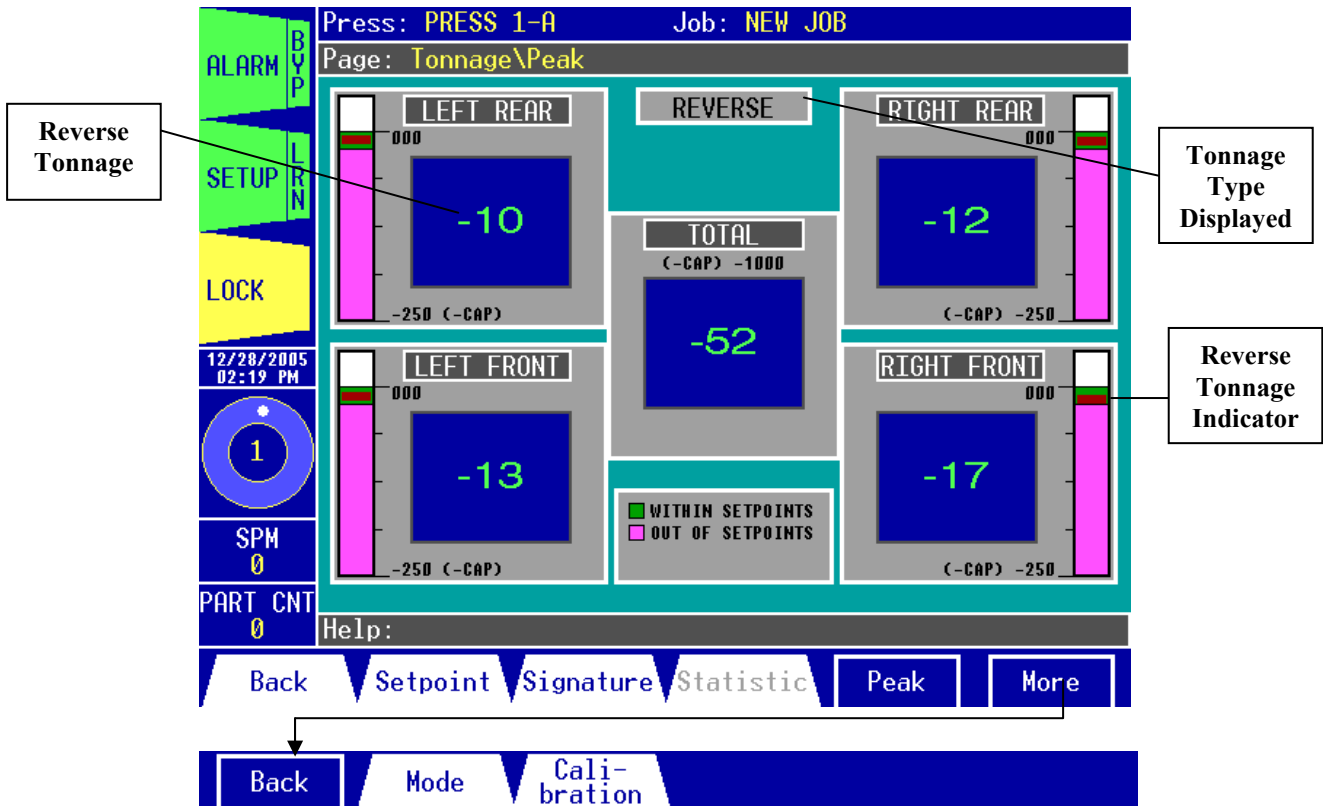 Press: PRESS 1-A Job: NEW JOB
Page: Tonnage\Peak
ALARM BYP
SETUP LRN
LOCK
12/28/2005
02:19 PM
1
SPM
0
PART CNT
0
Reverse
Tonnage
LEFT REAR
000
-10
-250 (-CAP)
REVERSE
RIGHT REAR
000
-12
(-CAP) -250
Tonnage
Type
Displayed
TOTAL
(-CAP) -1000
-52
LEFT FRONT
000
-13
-250 (-CAP)
RIGHT FRONT
000
-17
(-CAP) -250
Reverse
Tonnage
Indicator
WITHIN SETPOINTS
OUT OF SETPOINTS
Help:
Back Setpoint Signature Statistic Peak More
Back Mode Cali-
bration